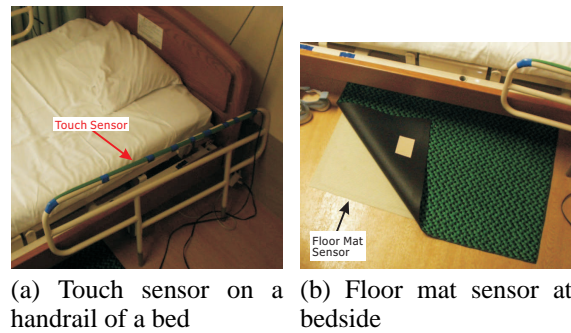 Touch Sensor
Floor Mat
Sensor
(a) Touch sensor on a
handrail of a bed
(b) Floor mat sensor at
bedside